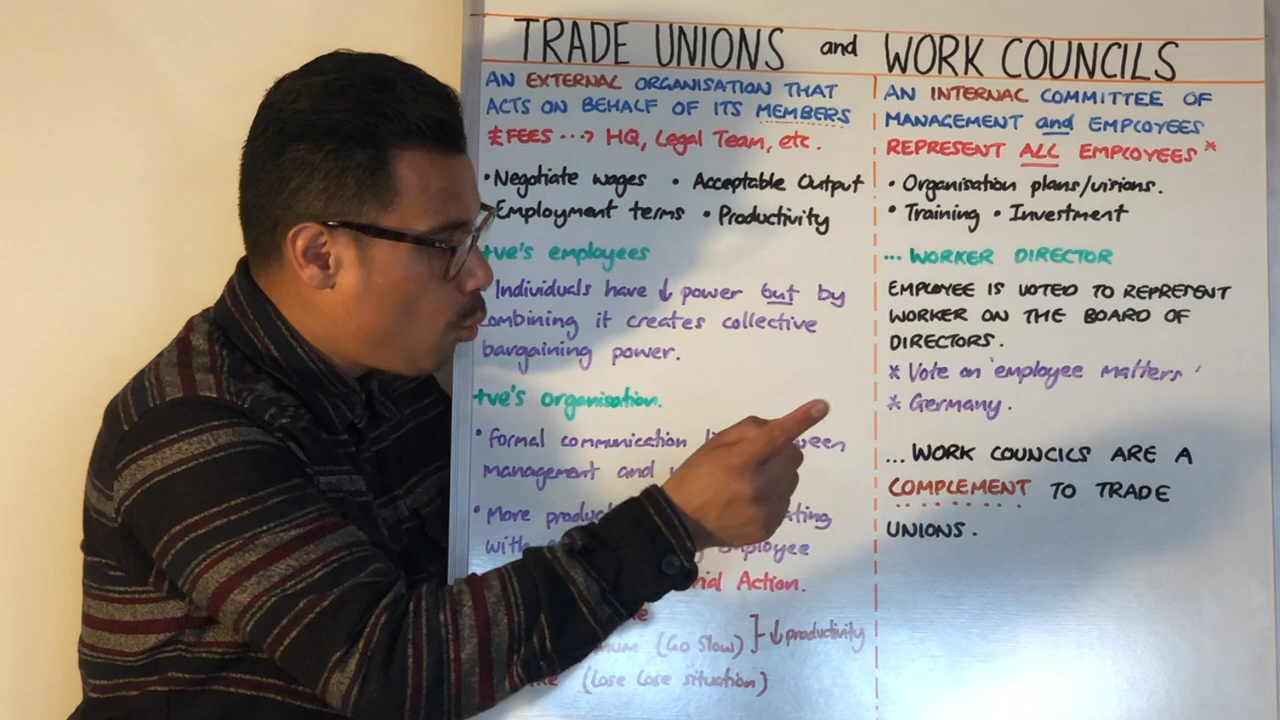 TRADE UNIONS and WORK COUNCILS
AN EXTERNAL ORGANISATION THAT
ACTS ON BEHALF OF ITS MEMBERS
* FEES ···> HQ, Legal Team, etc.
• Negotiate wages • Acceptable Output
Employment terms • Productivity
+ve's employees
Individuals have ↓ power but by
combining it creates collective
bargaining power.
+ve's organisation.
• Formal communication
management and
• More
with
Action.
(Go Slow) ↓ productivity
(Lose Lose situation)
AN INTERNAL COMMITTEE OF
MANAGEMENT and EMPLOYEES
REPRESENT ALL EMPLOYEES *
• Organisation plans/visions.
• Training • Investment
... WORKER DIRECTOR
EMPLOYEE IS VOTED TO REPRESENT
WORKER ON THE BOARD OF
DIRECTORS.
* Vote on 'employee matters'
* Germany.
... WORK COUNCILS ARE A
COMPLEMENT TO TRADE
UNIONS.